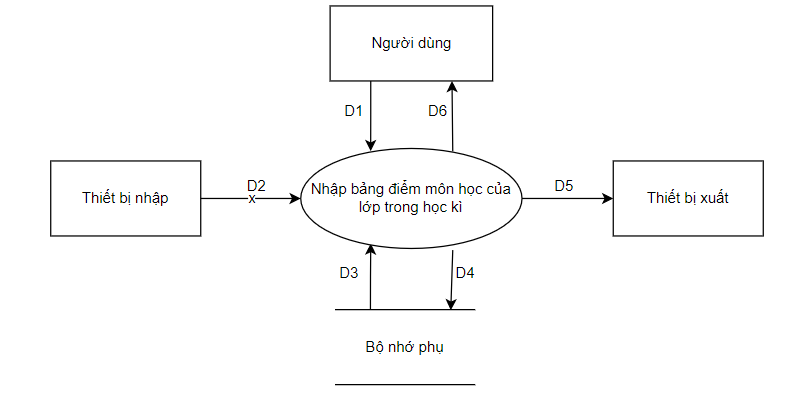 Người dùng
D1
D6
Thiết bị nhập
D2
x
Nhập bảng điểm môn học của
lớp trong học kì
D5
Thiết bị xuất
D3
D4
Bộ nhớ phụ